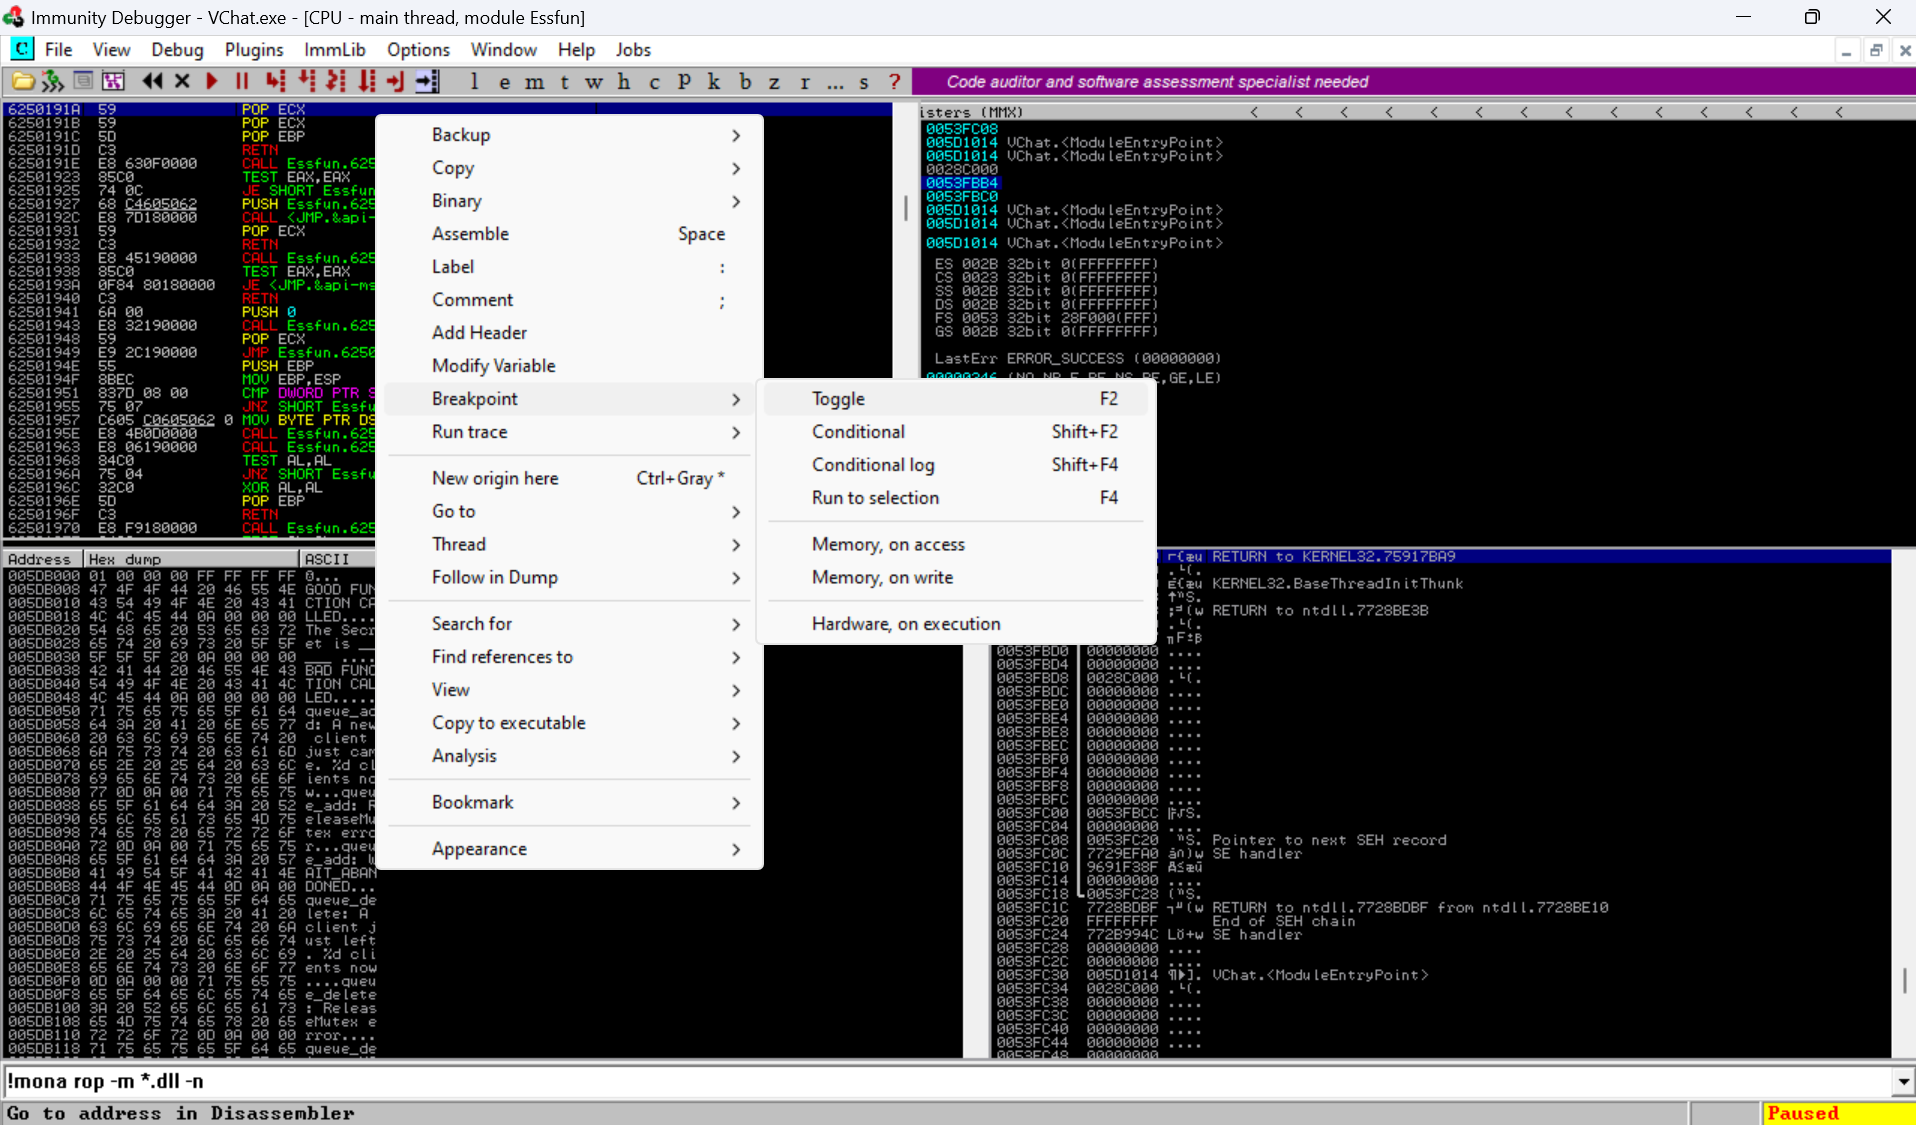 Immunity Debugger - VChat.exe - [CPU - main thread, module Essfun]
C File View Debug Plugins ImmLib Options Window Help Jobs
l e m t w h c P k b z r ... s ? Code auditor and software assessment specialist needed
6250191A 59 POP ECX
6250191B 59 POP ECX
6250191C 5D POP EBP
6250191D C3 RETN
6250191E E8 630F0000 CALL Essfun.625
62501923 85C0 TEST EAX,EAX
62501925 74 0C JE SHORT Essfun
62501927 68 C4605062 PUSH Essfun.625
6250192C E8 7D180000 CALL <JMP.&api-
62501931 59 POP ECX
62501932 C3 RETN
62501933 E8 45190000 CALL Essfun.625
62501938 85C0 TEST EAX,EAX
6250193A 0F84 80180000 JE <JMP.&api-ms
62501940 C3 RETN
62501941 6A 00 PUSH 0
62501943 E8 32190000 CALL Essfun.625
62501948 59 POP ECX
62501949 E9 2C190000 JMP Essfun.6250
6250194E 55 PUSH EBP
6250194F 8BEC MOV EBP,ESP
62501951 837D 08 00 CMP DWORD PTR S
62501955 75 07 JNZ SHORT Essfu
62501957 C605 C0605062 0 MOV BYTE PTR DS
6250195E E8 4B0D0000 CALL Essfun.625
62501963 E8 06190000 CALL Essfun.625
62501968 84C0 TEST AL,AL
6250196A 75 04 JNZ SHORT Essfu
6250196C 32C0 XOR AL,AL
6250196E 5D POP EBP
6250196F C3 RETN
62501970 E8 F9180000 CALL Essfun.625
Backup
Copy
Binary
Assemble Space
Label :
Comment ;
Add Header
Modify Variable
Breakpoint
Run trace
New origin here Ctrl+Gray *
Go to
Thread
Follow in Dump
Search for
Find references to
View
Copy to executable
Analysis
Bookmark
Appearance
Toggle F2
Conditional Shift+F2
Conditional log Shift+F4
Run to selection F4
Memory, on access
Memory, on write
Hardware, on execution
isters (MMX) < < < < < < < < < < < < < <
0053FC08
005D1014 VChat.<ModuleEntryPoint>
005D1014 VChat.<ModuleEntryPoint>
0028C000
0053FBB4
0053FBC0
005D1014 VChat.<ModuleEntryPoint>
005D1014 VChat.<ModuleEntryPoint>
005D1014 VChat.<ModuleEntryPoint>
ES 002B 32bit 0(FFFFFFFF)
CS 0023 32bit 0(FFFFFFFF)
SS 002B 32bit 0(FFFFFFFF)
DS 002B 32bit 0(FFFFFFFF)
FS 0053 32bit 28F000(FFF)
GS 002B 32bit 0(FFFFFFFF)
LastErr ERROR_SUCCESS (00000000)
00000246 (NO,NB,E,BE,NS,PE,GE,LE)
Address Hex dump ASCII
005DB000 01 00 00 00 FF FF FF FF ...
005DB008 47 4F 4F 44 20 46 55 4E GOOD FUN
005DB010 43 54 49 4F 4E 20 43 41 CTION CA
005DB018 4C 4C 45 44 0A 00 00 00 LLED....
005DB020 54 68 65 20 53 65 63 72 The Secr
005DB028 65 74 20 69 73 20 5F 5F et is __
005DB030 5F 5F 5F 20 0A 00 00 00 ___ ....
005DB038 42 41 44 20 46 55 4E 43 BAD FUNC
005DB040 54 49 4F 4E 20 43 41 4C TION CAL
005DB048 4C 45 44 0A 00 00 00 00 LED.....
005DB050 71 75 65 75 65 5F 61 64 queue_ad
005DB058 64 3A 20 41 20 6E 65 77 d: A new
005DB060 20 63 6C 69 65 6E 74 20 client
005DB068 6A 75 73 74 20 63 61 6D just cam
005DB070 65 2E 20 25 64 20 63 6C e. %d cl
005DB078 69 65 6E 74 73 20 6E 6F ients no
005DB080 77 0D 0A 00 71 75 65 75 w...queu
005DB088 65 5F 61 64 64 3A 20 52 e_add: R
005DB090 65 6C 65 61 73 65 4D 75 eleaseMu
005DB098 74 65 78 20 65 72 72 6F tex erro
005DB0A0 72 0D 0A 00 71 75 65 75 r...queu
005DB0A8 65 5F 61 64 64 3A 20 57 e_add: W
005DB0B0 41 49 54 5F 41 42 41 4E AIT_ABAN
005DB0B8 44 4F 4E 45 44 0D 0A 00 DONED...
005DB0C0 71 75 65 75 65 5F 64 65 queue_de
005DB0C8 6C 65 74 65 3A 20 41 20 lete: A
005DB0D0 63 6C 69 65 6E 74 20 6A client j
005DB0D8 75 73 74 20 6C 65 66 74 ust left
005DB0E0 2E 20 25 64 20 63 6C 69 . %d cli
005DB0E8 65 6E 74 73 20 6E 6F 77 ents now
005DB0F0 0D 0A 00 00 71 75 65 75 ....queu
005DB0F8 65 5F 64 65 6C 65 74 65 e_delete
005DB100 3A 20 52 65 6C 65 61 73 : Releas
005DB108 65 4D 75 74 65 78 20 65 eMutex e
005DB110 72 72 6F 72 0D 0A 00 00 rror....
005DB118 71 75 65 75 65 5F 64 65 queue_de
RETURN to KERNEL32.75917BA9
KERNEL32.BaseThreadInitThunk
RETURN to ntdll.7728BE3B
0053FBD0 00000000 ....
0053FBD4 00000000 ....
0053FBD8 0028C000
0053FBDC 00000000 ....
0053FBE0 00000000 ....
0053FBE4 00000000 ....
0053FBE8 00000000 ....
0053FBEC 00000000 ....
0053FBF0 00000000 ....
0053FBF4 00000000 ....
0053FBF8 00000000 ....
0053FBFC 00000000 ....
0053FC00 0053FBCC
0053FC04 00000000 ....
0053FC08 0053FC20 Pointer to next SEH record
0053FC0C 7729EFA0 SE handler
0053FC10 9691F38F
0053FC14 00000000 ....
0053FC18 0053FC28
0053FC1C 7728BDBF RETURN to ntdll.7728BDBF from ntdll.7728BE10
0053FC20 FFFFFFFF End of SEH chain
0053FC24 772B994C SE handler
0053FC28 00000000 ....
0053FC2C 00000000 ....
0053FC30 005D1014 VChat.<ModuleEntryPoint>
0053FC34 0028C000
0053FC38 00000000 ....
0053FC3C 00000000 ....
0053FC40 00000000 ....
0053FC44 00000000 ....
0053FC48 00000000
!mona rop -m *.dll -n
Go to address in Disassembler Paused